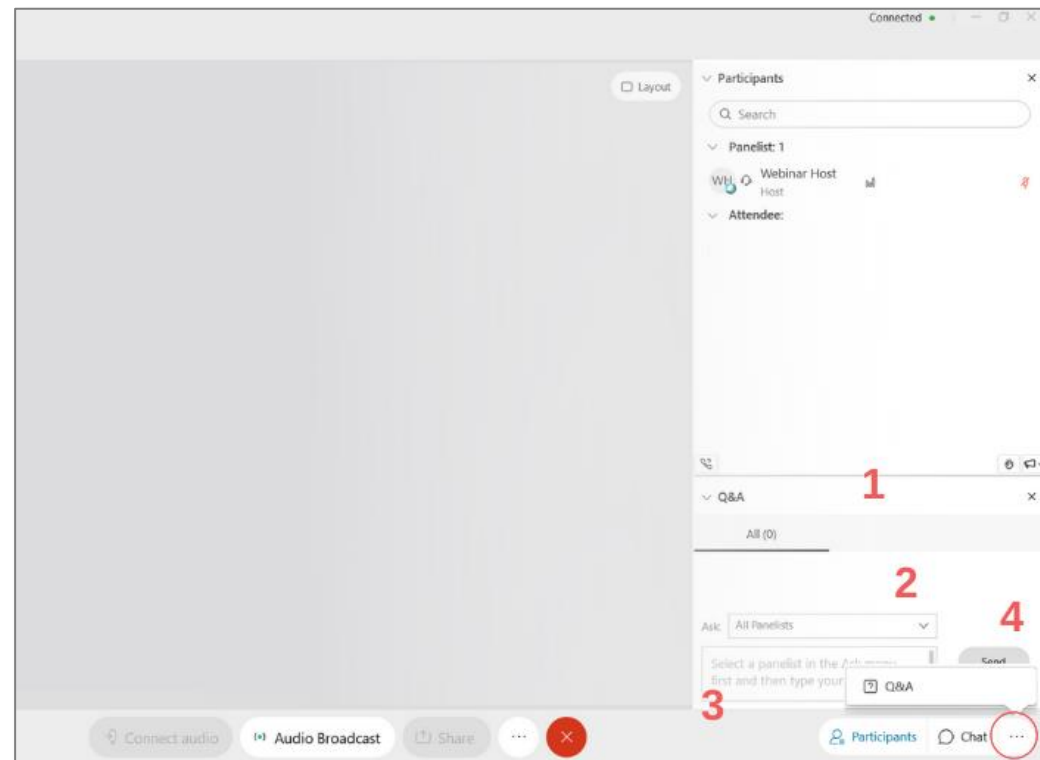 Connected
Layout
Participants
Search
Panelist: 1
WH
Webinar Host
Host
Attendee:
1
Q&A
All (0)
2
4
Ask: All Panelists
Select a panelist in the Ask menu
Send
first and then type your
Q&A
3
Connect audio
Audio Broadcast
Share
Participants
Chat